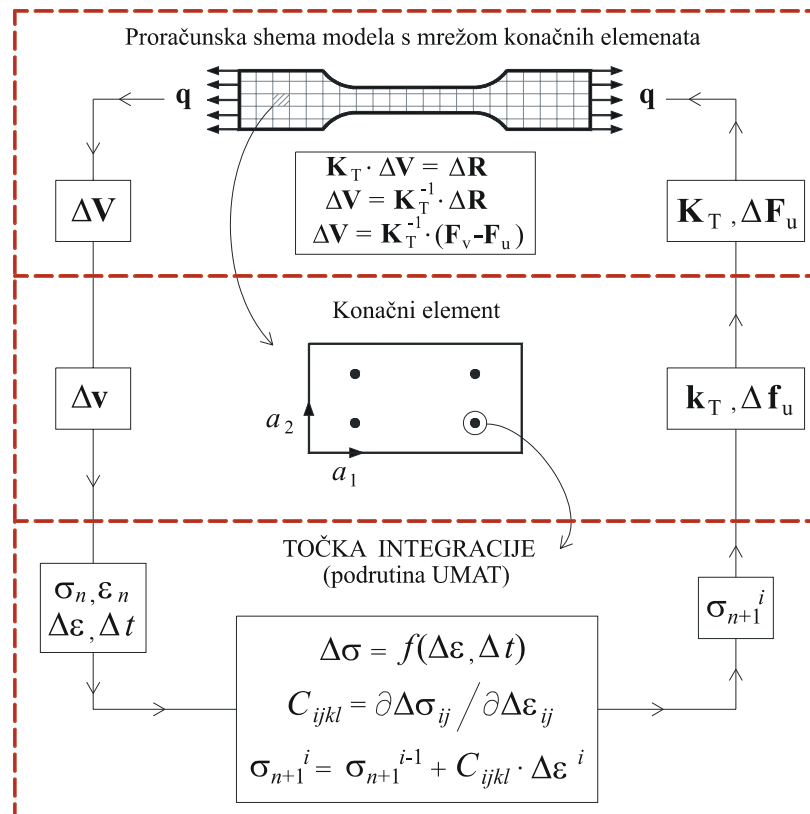 Proračunska shema modela s mrežom konačnih elemenata
q
q
K_T · ΔV = ΔR
ΔV = K_T^-1 · ΔR
ΔV = K_T^-1 · (F_v-F_u)
ΔV
K_T , ΔF_u
Konačni element
Δv
a_2
a_1
k_T , Δf_u
TOČKA INTEGRACIJE
(podrutina UMAT)
σ_n, ε_n
Δε, Δt
σ_n+1^i
Δσ = f(Δε, Δt)
C_ijkl = ∂Δσ_ij / ∂Δε_ij
σ_n+1^i = σ_n+1^i-1 + C_ijkl · Δε^i